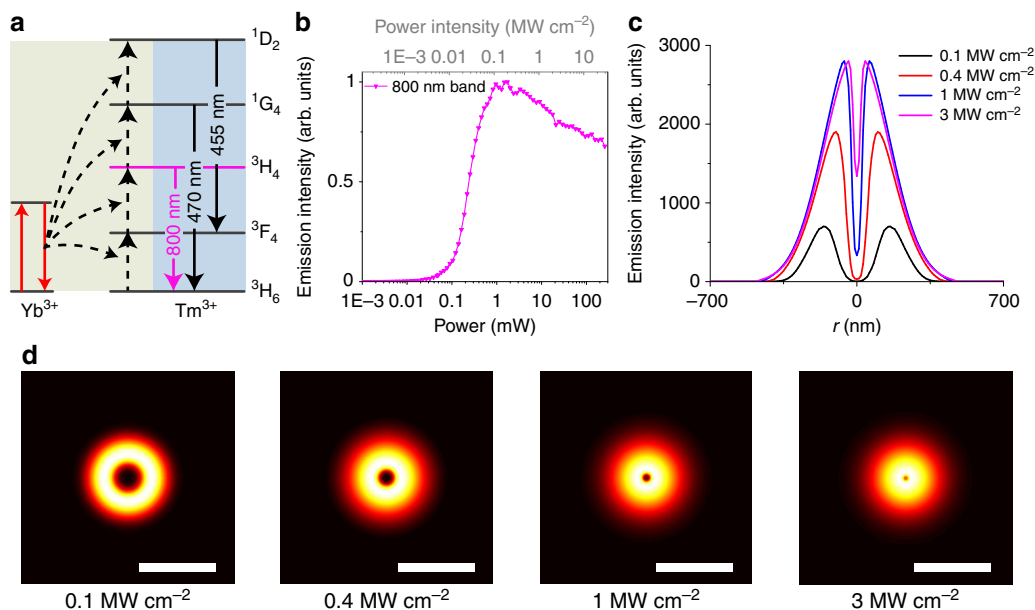 a
¹D₂
¹G₄
³H₄
³F₄
³H₆
455 nm
470 nm
800 nm
Yb³⁺
Tm³⁺
b
Power intensity (MW cm⁻²)
1E−3 0.01 0.1 1 10
Emission intensity (arb. units)
1
0.5
0
800 nm band
1E−3 0.01 0.1 1 10 100
Power (mW)
c
Emission intensity (arb. units)
3000
2000
1000
0
0.1 MW cm⁻²
0.4 MW cm⁻²
1 MW cm⁻²
3 MW cm⁻²
−700 0 700
r (nm)
d
0.1 MW cm⁻²
0.4 MW cm⁻²
1 MW cm⁻²
3 MW cm⁻²